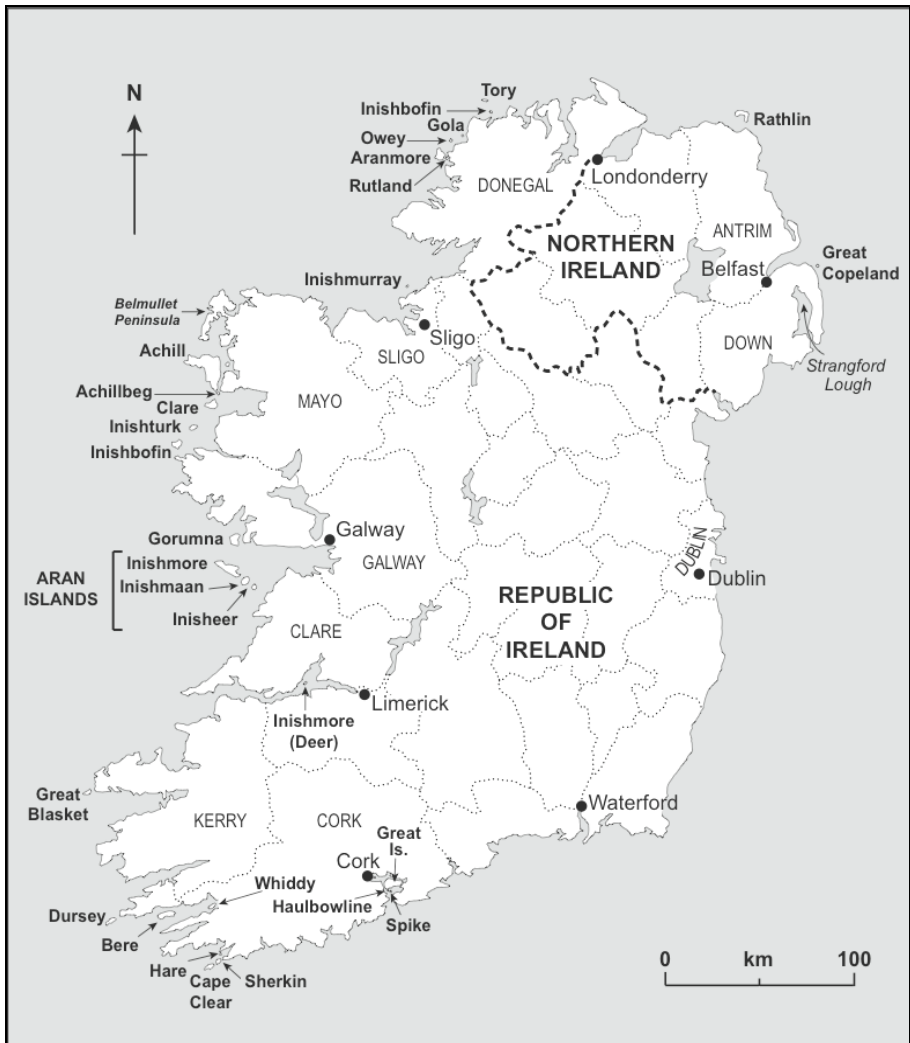 N
Tory
Inishbofin
Gola
Owey
Aranmore
Rutland
Rathlin
DONEGAL
Londonderry
ANTRIM
NORTHERN
IRELAND
Belfast
Great
Copeland
Inishmurray
Belmullet
Peninsula
Sligo
SLIGO
DOWN
Strangford
Lough
Achill
Achillbeg
MAYO
Clare
Inishturk
Inishbofin
Galway
Gorumna
GALWAY
DUBLIN
Dublin
ARAN
ISLANDS
Inishmore
Inishmaan
Inisheer
REPUBLIC
OF
IRELAND
CLARE
Limerick
Inishmore
(Deer)
Great
Blasket
Waterford
KERRY
CORK
Great
Is.
Cork
Whiddy
Haulbowline
Spike
Dursey
Bere
Hare
Cape
Clear
Sherkin
0 km 100